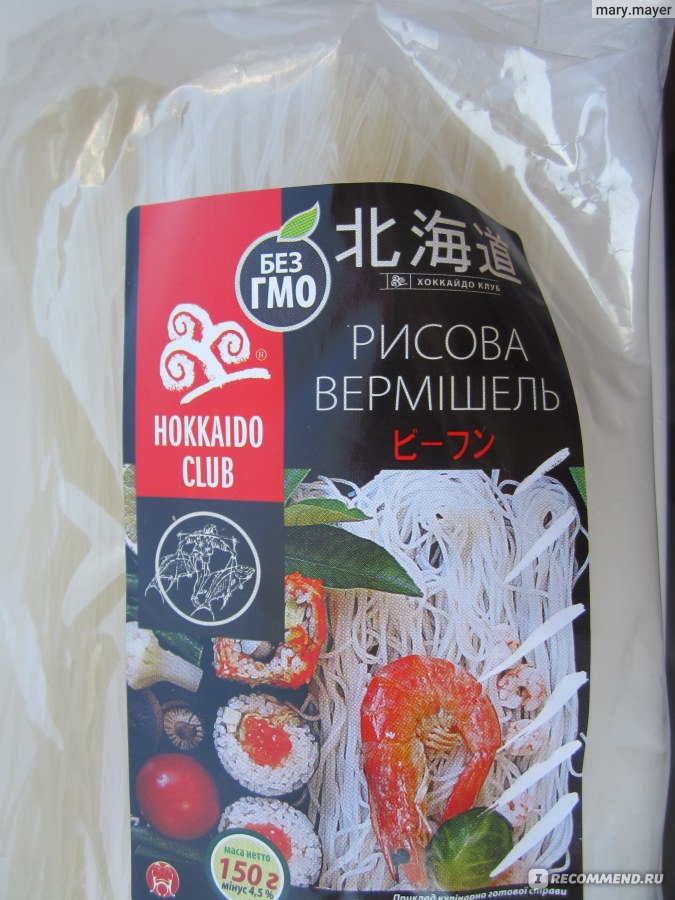 mary.mayer
БЕЗ
ГМО
北海道
ХОККАЙДО КЛУБ
РИСОВА
ВЕРМІШЕЛЬ
ビーフン
®
HOKKAIDO
CLUB
маса нетто
150 г
мінус 4,5 %
Приклад кулінарно готової страви
I RECOMMEND.RU